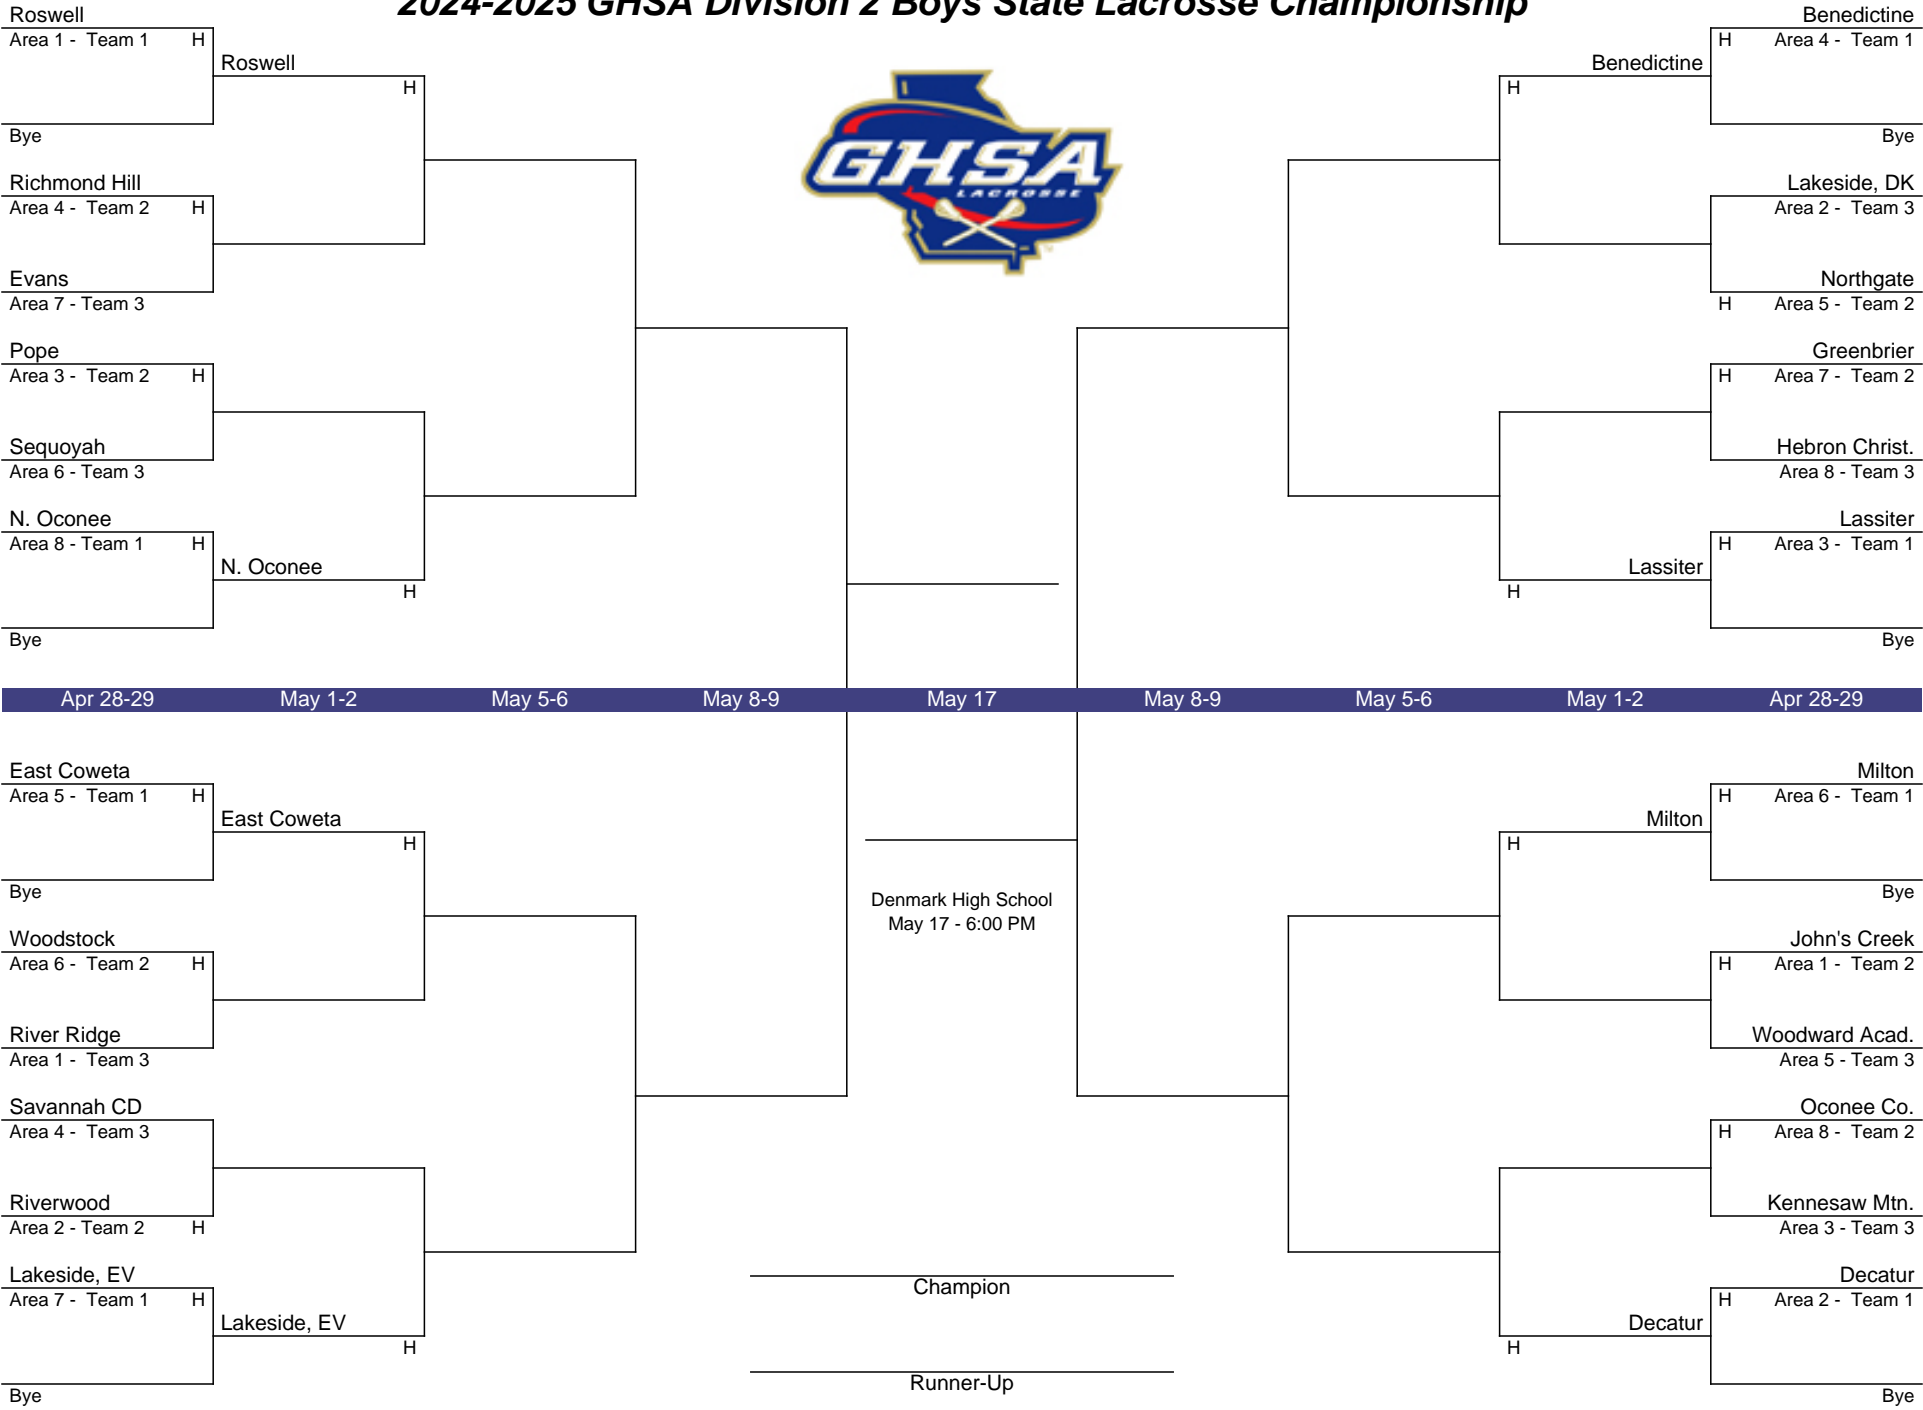 2024-2025 GHSA Division 2 Boys State Lacrosse Championship
Roswell
Area 1 - Team 1 H
Roswell
H
Bye
Richmond Hill
Area 4 - Team 2 H
Evans
Area 7 - Team 3
Pope
Area 3 - Team 2 H
Sequoyah
Area 6 - Team 3
N. Oconee
Area 8 - Team 1 H
N. Oconee
H
Bye
GHSA
LACROSSE
Benedictine
H Area 4 - Team 1
Benedictine
H
Bye
Lakeside, DK
Area 2 - Team 3
Northgate
H Area 5 - Team 2
Greenbrier
H Area 7 - Team 2
Hebron Christ.
Area 8 - Team 3
Lassiter
H Area 3 - Team 1
Lassiter
H
Bye
Apr 28-29 May 1-2 May 5-6 May 8-9 May 17 May 8-9 May 5-6 May 1-2 Apr 28-29
East Coweta
Area 5 - Team 1 H
East Coweta
H
Bye
Woodstock
Area 6 - Team 2 H
River Ridge
Area 1 - Team 3
Savannah CD
Area 4 - Team 3
Riverwood
Area 2 - Team 2 H
Lakeside, EV
Area 7 - Team 1 H
Lakeside, EV
H
Bye
Denmark High School
May 17 - 6:00 PM
Champion
Runner-Up
Milton
H Area 6 - Team 1
Milton
H
Bye
John's Creek
H Area 1 - Team 2
Woodward Acad.
Area 5 - Team 3
Oconee Co.
H Area 8 - Team 2
Kennesaw Mtn.
Area 3 - Team 3
Decatur
H Area 2 - Team 1
Decatur
H
Bye